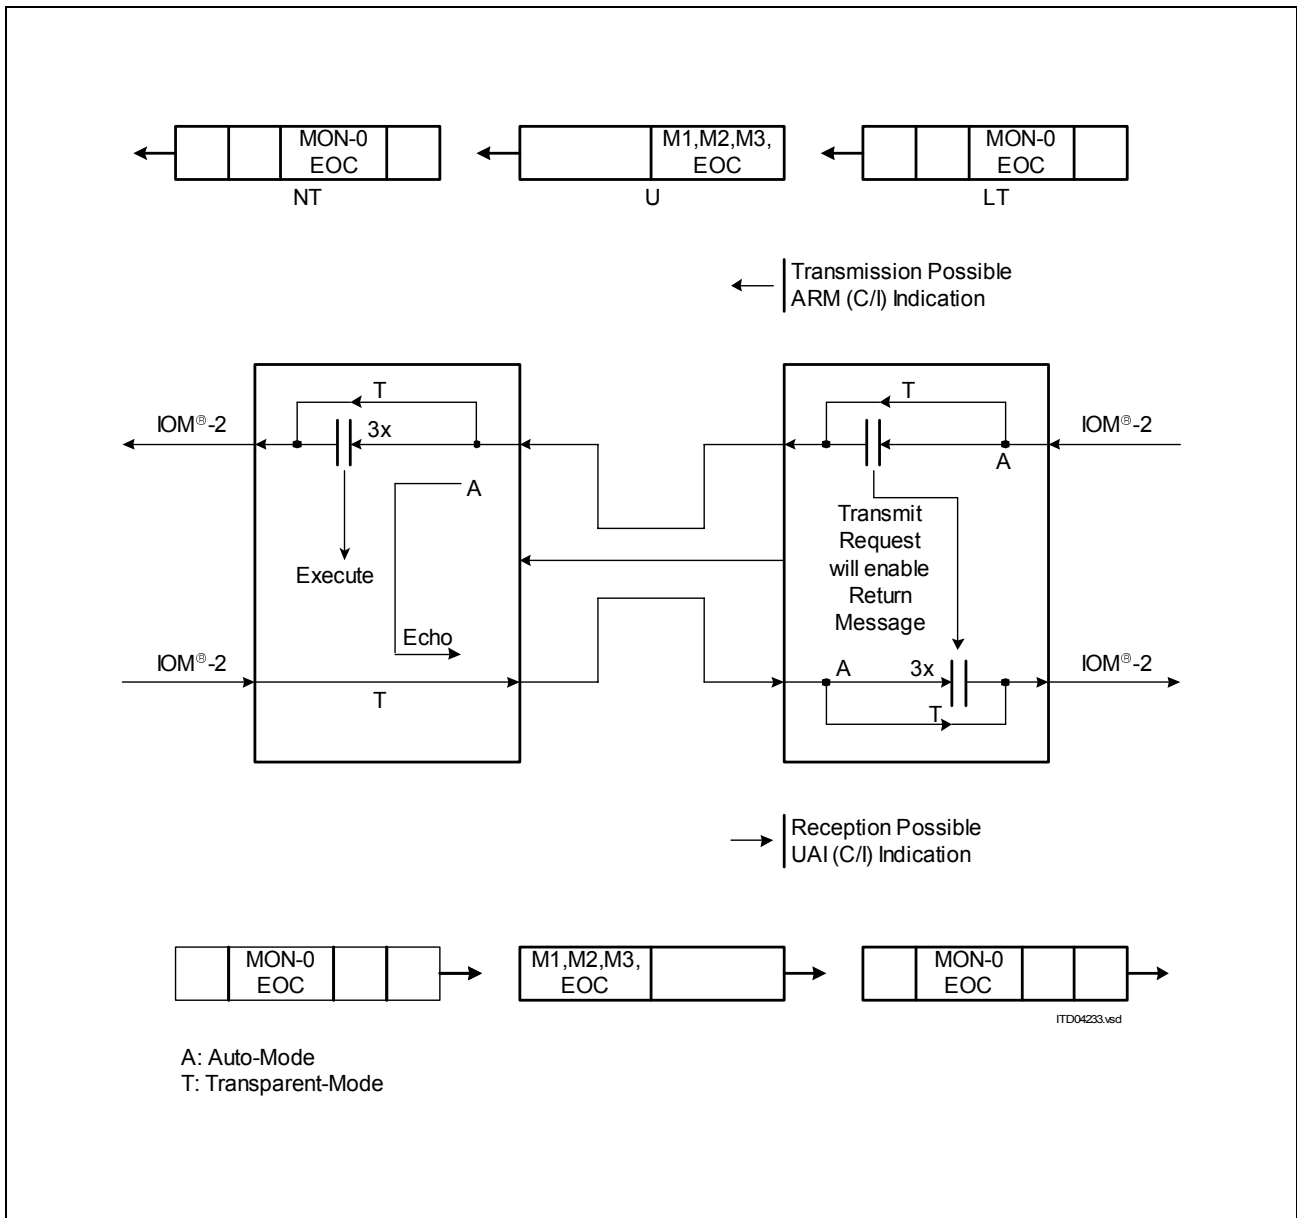 MON-0
EOC
M1,M2,M3,
EOC
MON-0
EOC
NT
U
LT
Transmission Possible
ARM (C/I) Indication
T
T
IOM®-2
3x
IOM®-2
A
A
Transmit
Request
will enable
Return
Message
Execute
Echo
IOM®-2
A
3x
IOM®-2
T
T
Reception Possible
UAI (C/I) Indication
MON-0
EOC
M1,M2,M3,
EOC
MON-0
EOC
ITD04233.vsd
A: Auto-Mode
T: Transparent-Mode